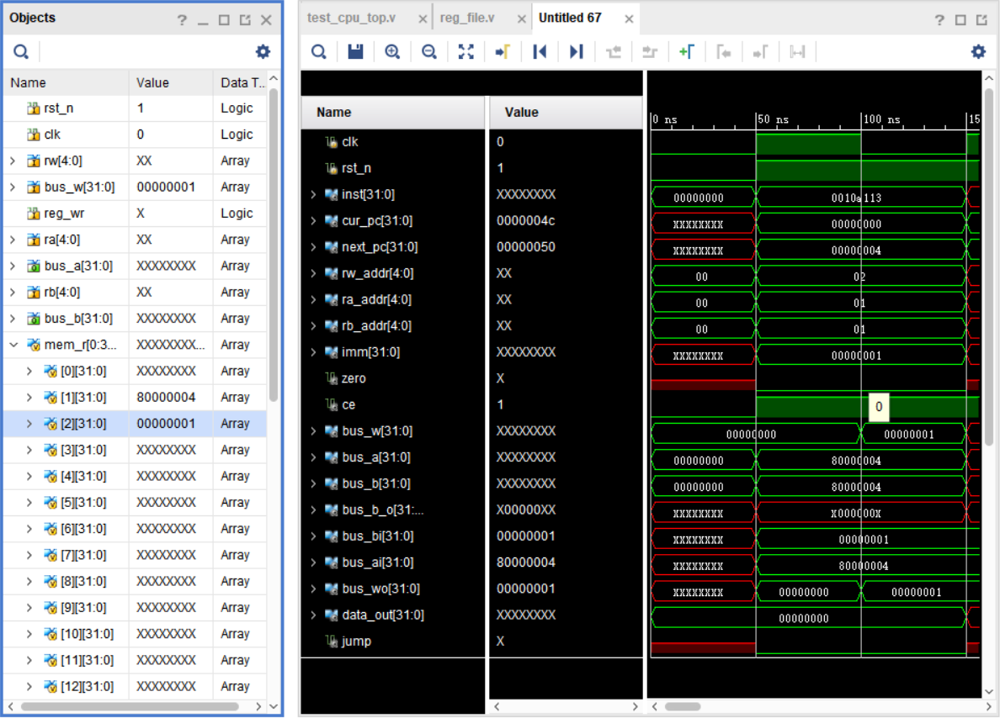 Objects
Name Value Data T...
rst_n 1 Logic
clk 0 Logic
rw[4:0] XX Array
bus_w[31:0] 00000001 Array
reg_wr X Logic
ra[4:0] XX Array
bus_a[31:0] XXXXXXXX Array
rb[4:0] XX Array
bus_b[31:0] XXXXXXXX Array
mem_r[0:3... XXXXXXXX... Array
[0][31:0] XXXXXXXX Array
[1][31:0] 80000004 Array
[2][31:0] 00000001 Array
[3][31:0] XXXXXXXX Array
[4][31:0] XXXXXXXX Array
[5][31:0] XXXXXXXX Array
[6][31:0] XXXXXXXX Array
[7][31:0] XXXXXXXX Array
[8][31:0] XXXXXXXX Array
[9][31:0] XXXXXXXX Array
[10][31:0] XXXXXXXX Array
[11][31:0] XXXXXXXX Array
[12][31:0] XXXXXXXX Array
test_cpu_top.v reg_file.v Untitled 67
Name Value 0 ns 50 ns 100 ns 15
clk 0
rst_n 1
inst[31:0] XXXXXXXX 00000000 0010a113
cur_pc[31:0] 0000004c XXXXXXXX 00000000
next_pc[31:0] 00000050 XXXXXXXX 00000004
rw_addr[4:0] XX 00 02
ra_addr[4:0] XX 00 01
rb_addr[4:0] XX 00 01
imm[31:0] XXXXXXXX XXXXXXXX 00000001
zero X
ce 1 0
bus_w[31:0] XXXXXXXX 00000000 00000001
bus_a[31:0] XXXXXXXX 00000000 80000004
bus_b[31:0] XXXXXXXX 00000000 80000004
bus_b_o[31:... X00000XX XXXXXXXX X000000X
bus_bi[31:0] 00000001 XXXXXXXX 00000001
bus_ai[31:0] 80000004 XXXXXXXX 80000004
bus_wo[31:0] 00000001 XXXXXXXX 00000000 00000001
data_out[31:0] XXXXXXXX 00000000
jump X